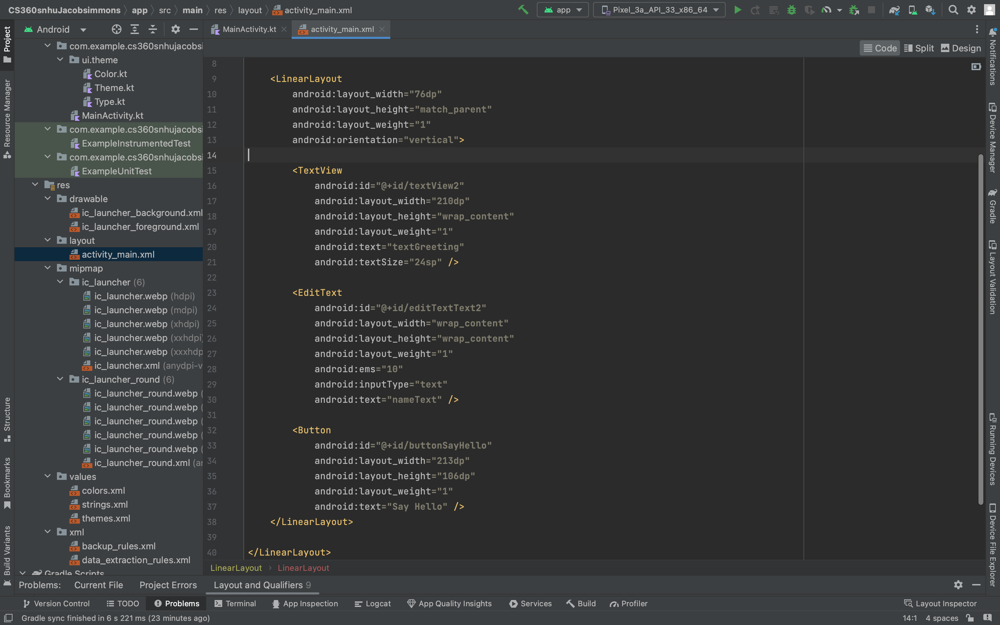 CS360snhuJacobsimmons app src main res layout activity_main.xml
app Pixel_3a_API_33_x86_64
Android
MainActivity.kt activity_main.xml
Code Split Design
Project
Resource Manager
Structure
Bookmarks
Build Variants
com.example.cs360snhujacobsi
ui.theme
Color.kt
Theme.kt
Type.kt
MainActivity.kt
com.example.cs360snhujacobsi
ExampleInstrumentedTest
com.example.cs360snhujacobsi
ExampleUnitTest
res
drawable
ic_launcher_background.xml
ic_launcher_foreground.xml
layout
activity_main.xml
mipmap
ic_launcher (6)
ic_launcher.webp (hdpi)
ic_launcher.webp (mdpi)
ic_launcher.webp (xhdpi)
ic_launcher.webp (xxhdpi)
ic_launcher.webp (xxxhdp
ic_launcher.xml (anydpi-v
ic_launcher_round (6)
ic_launcher_round.webp (
ic_launcher_round.webp (
ic_launcher_round.webp (
ic_launcher_round.webp (
ic_launcher_round.webp (
ic_launcher_round.xml (ar
values
colors.xml
strings.xml
themes.xml
xml
backup_rules.xml
data_extraction_rules.xml
Gradle Scripts
8
9 <LinearLayout
10 android:layout_width="76dp"
11 android:layout_height="match_parent"
12 android:layout_weight="1"
13 android:orientation="vertical">
14
15 <TextView
16 android:id="@+id/textView2"
17 android:layout_width="210dp"
18 android:layout_height="wrap_content"
19 android:layout_weight="1"
20 android:text="textGreeting"
21 android:textSize="24sp" />
22
23 <EditText
24 android:id="@+id/editTextText2"
25 android:layout_width="wrap_content"
26 android:layout_height="wrap_content"
27 android:layout_weight="1"
28 android:ems="10"
29 android:inputType="text"
30 android:text="nameText" />
31
32 <Button
33 android:id="@+id/buttonSayHello"
34 android:layout_width="213dp"
35 android:layout_height="106dp"
36 android:layout_weight="1"
37 android:text="Say Hello" />
38 </LinearLayout>
39
40 </LinearLayout>
LinearLayout › LinearLayout
Notifications
Device Manager
Gradle
Layout Validation
Running Devices
Device File Explorer
Problems: Current File Project Errors Layout and Qualifiers 9
Version Control TODO Problems Terminal App Inspection Logcat App Quality Insights Services Build Profiler Layout Inspector
Gradle sync finished in 6 s 221 ms (23 minutes ago) 14:1 4 spaces